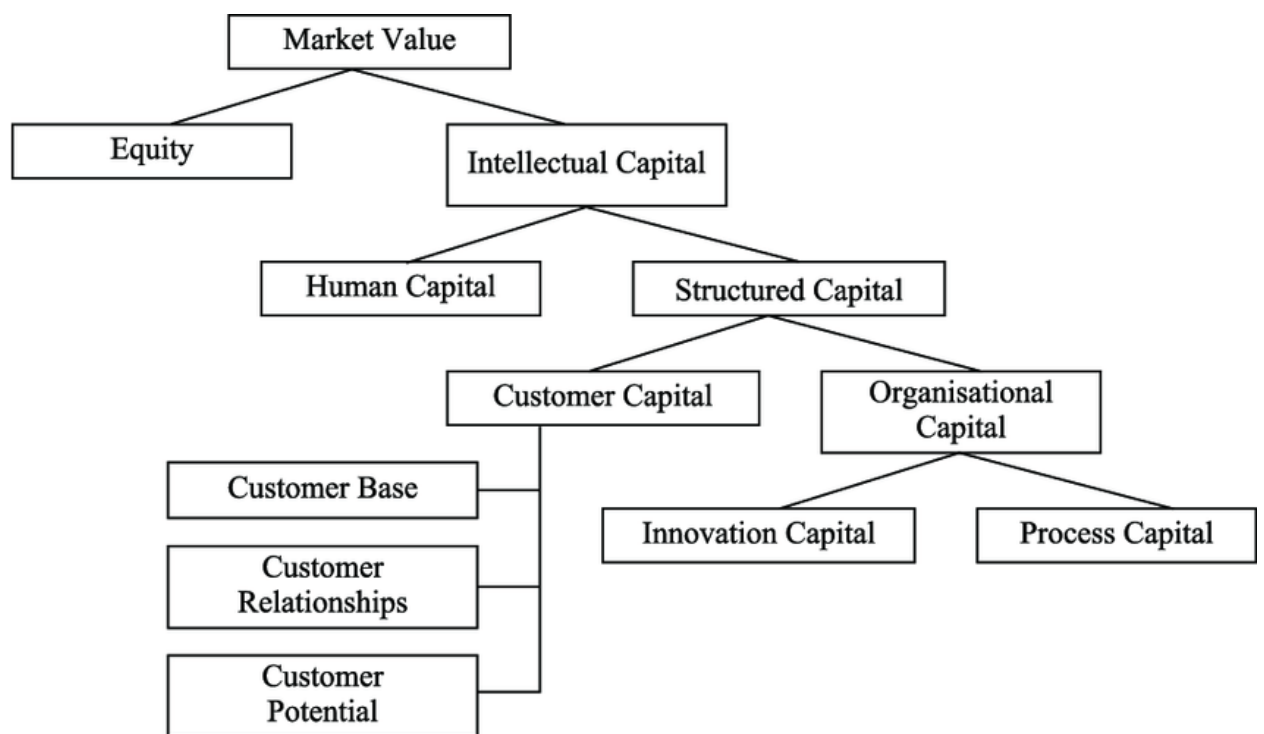 Market Value
Equity
Intellectual Capital
Human Capital
Structured Capital
Customer Capital
Organisational
Capital
Customer Base
Innovation Capital
Process Capital
Customer
Relationships
Customer
Potential